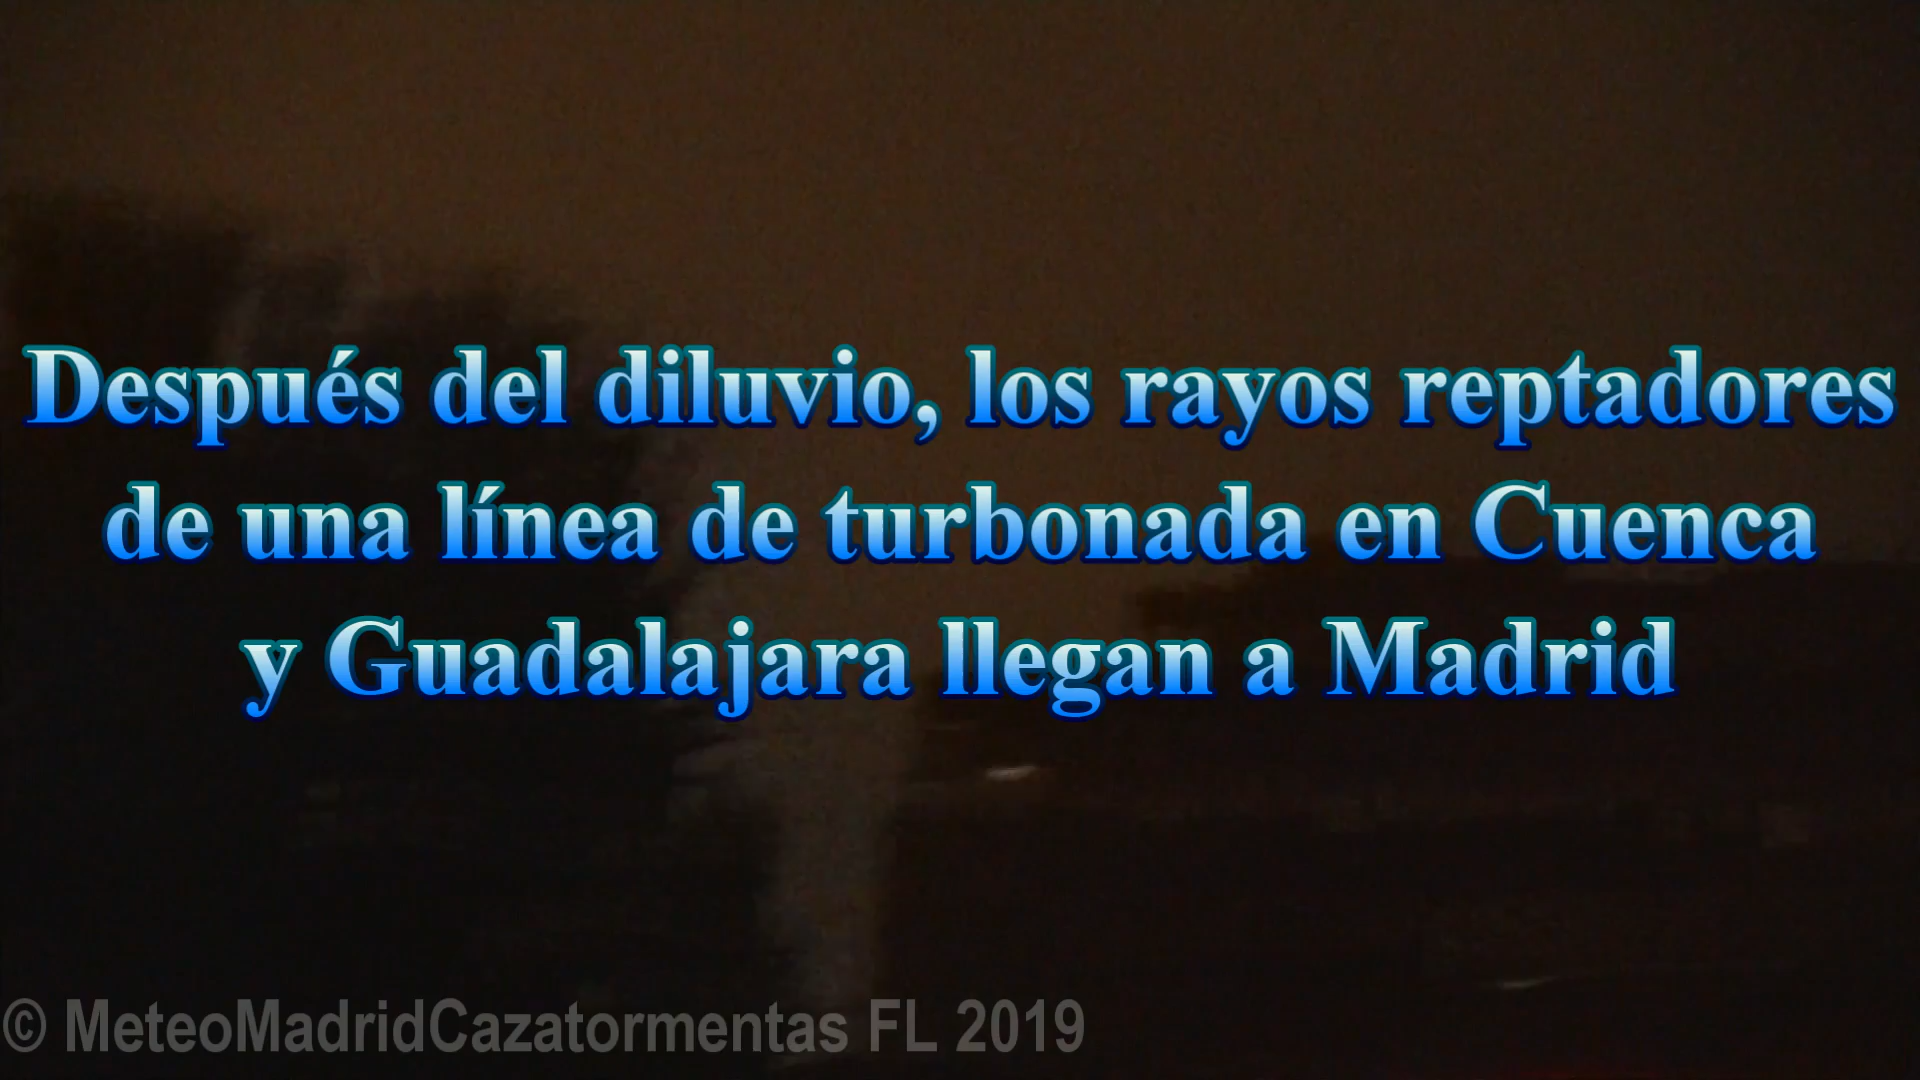 Después del diluvio, los rayos reptadores
de una línea de turbonada en Cuenca
y Guadalajara llegan a Madrid
© MeteoMadridCazatormentas FL 2019